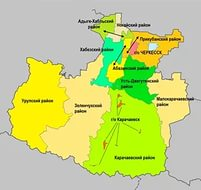 Адыге-Хабльский
район
Ногайский район
Хабезский район
Прикубанский район
г/о ЧЕРКЕССК
Абазинский район
Усть-Джегутинский
район
Урупский район
Зеленчукский
район
Малокарачаевский
район
г/о Карачаевск
Карачаевский район